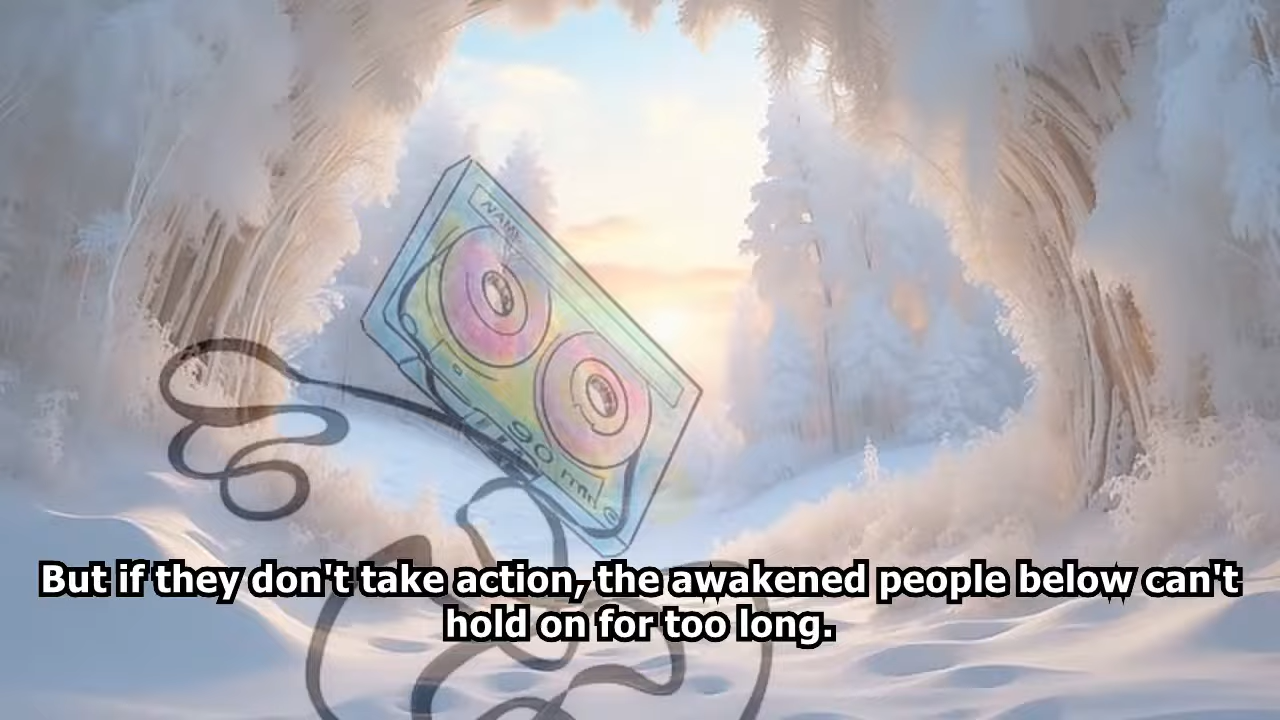 NAME
90 min
But if they don't take action, the awakened people below can't
hold on for too long.